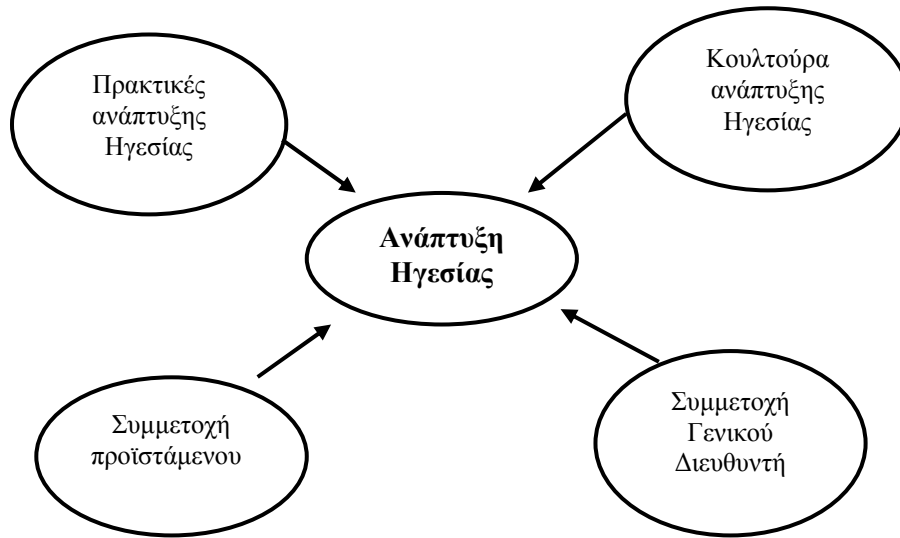 Πρακτικές
ανάπτυξης
Ηγεσίας
Κουλτούρα
ανάπτυξης
Ηγεσίας
Ανάπτυξη
Ηγεσίας
Συμμετοχή
προϊστάμενου
Συμμετοχή
Γενικού
Διευθυντή